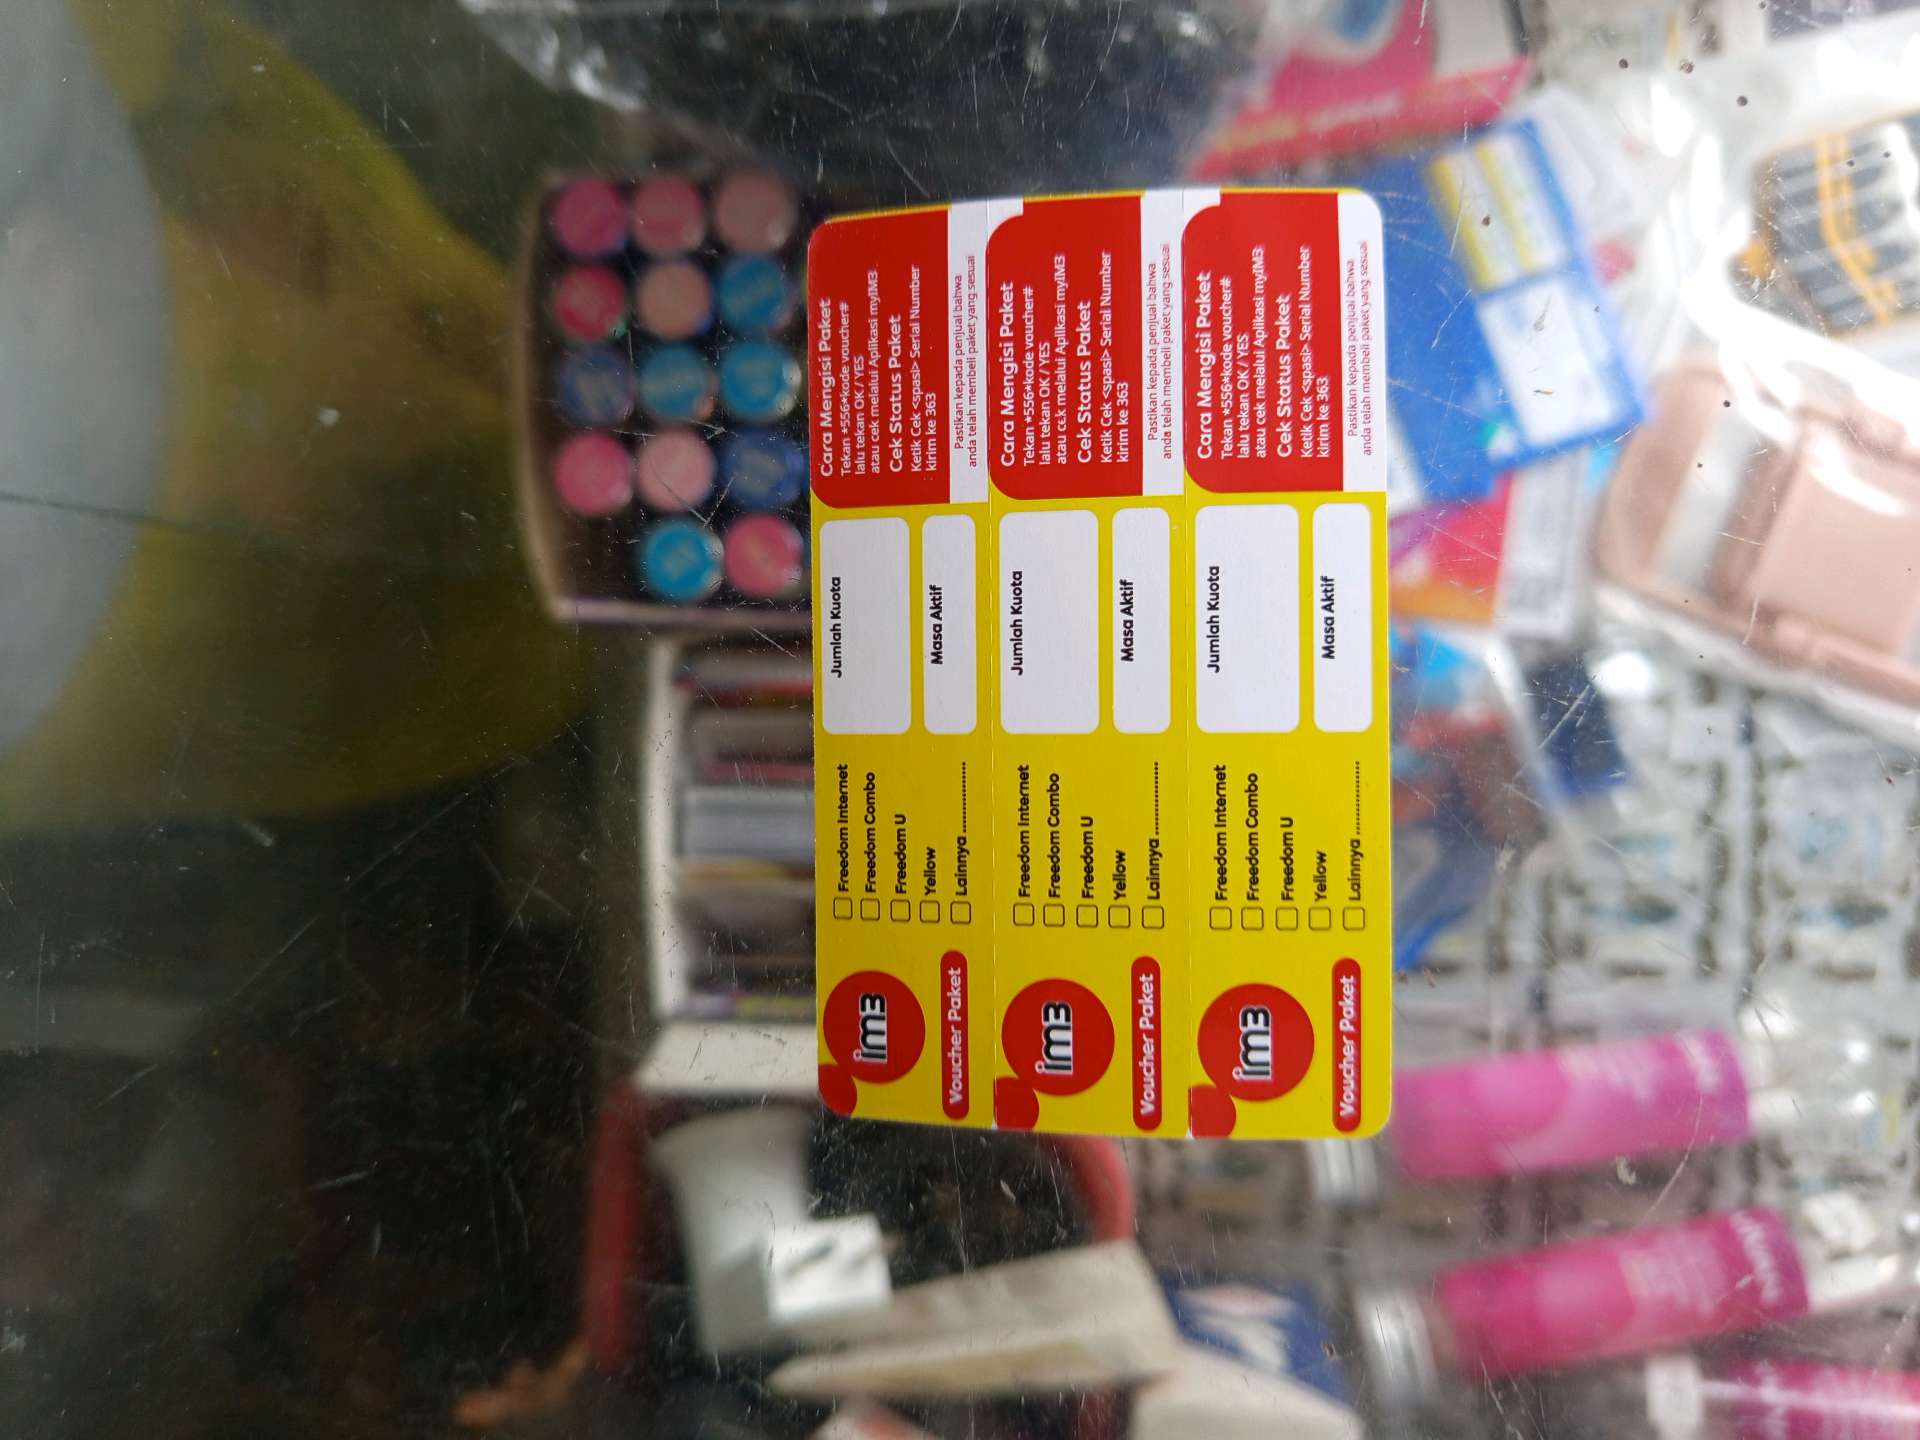 im3
Voucher Paket
Freedom Internet
Freedom Combo
Freedom U
Yellow
Lainnya ...............
Jumlah Kuota
Masa Aktif
Cara Mengisi Paket
Tekan *556*kode voucher#
lalu tekan OK / YES
atau cek melalui Aplikasi myIM3
Cek Status Paket
Ketik Cek <spasi> Serial Number
kirim ke 363
Pastikan kepada penjual bahwa
anda telah membeli paket yang sesuai
im3
Voucher Paket
Freedom Internet
Freedom Combo
Freedom U
Yellow
Lainnya ...............
Jumlah Kuota
Masa Aktif
Cara Mengisi Paket
Tekan *556*kode voucher#
lalu tekan OK / YES
atau cek melalui Aplikasi myIM3
Cek Status Paket
Ketik Cek <spasi> Serial Number
kirim ke 363
Pastikan kepada penjual bahwa
anda telah membeli paket yang sesuai
im3
Voucher Paket
Freedom Internet
Freedom Combo
Freedom U
Yellow
Lainnya ...............
Jumlah Kuota
Masa Aktif
Cara Mengisi Paket
Tekan *556*kode voucher#
lalu tekan OK / YES
atau cek melalui Aplikasi myIM3
Cek Status Paket
Ketik Cek <spasi> Serial Number
kirim ke 363
Pastikan kepada penjual bahwa
anda telah membeli paket yang sesuai